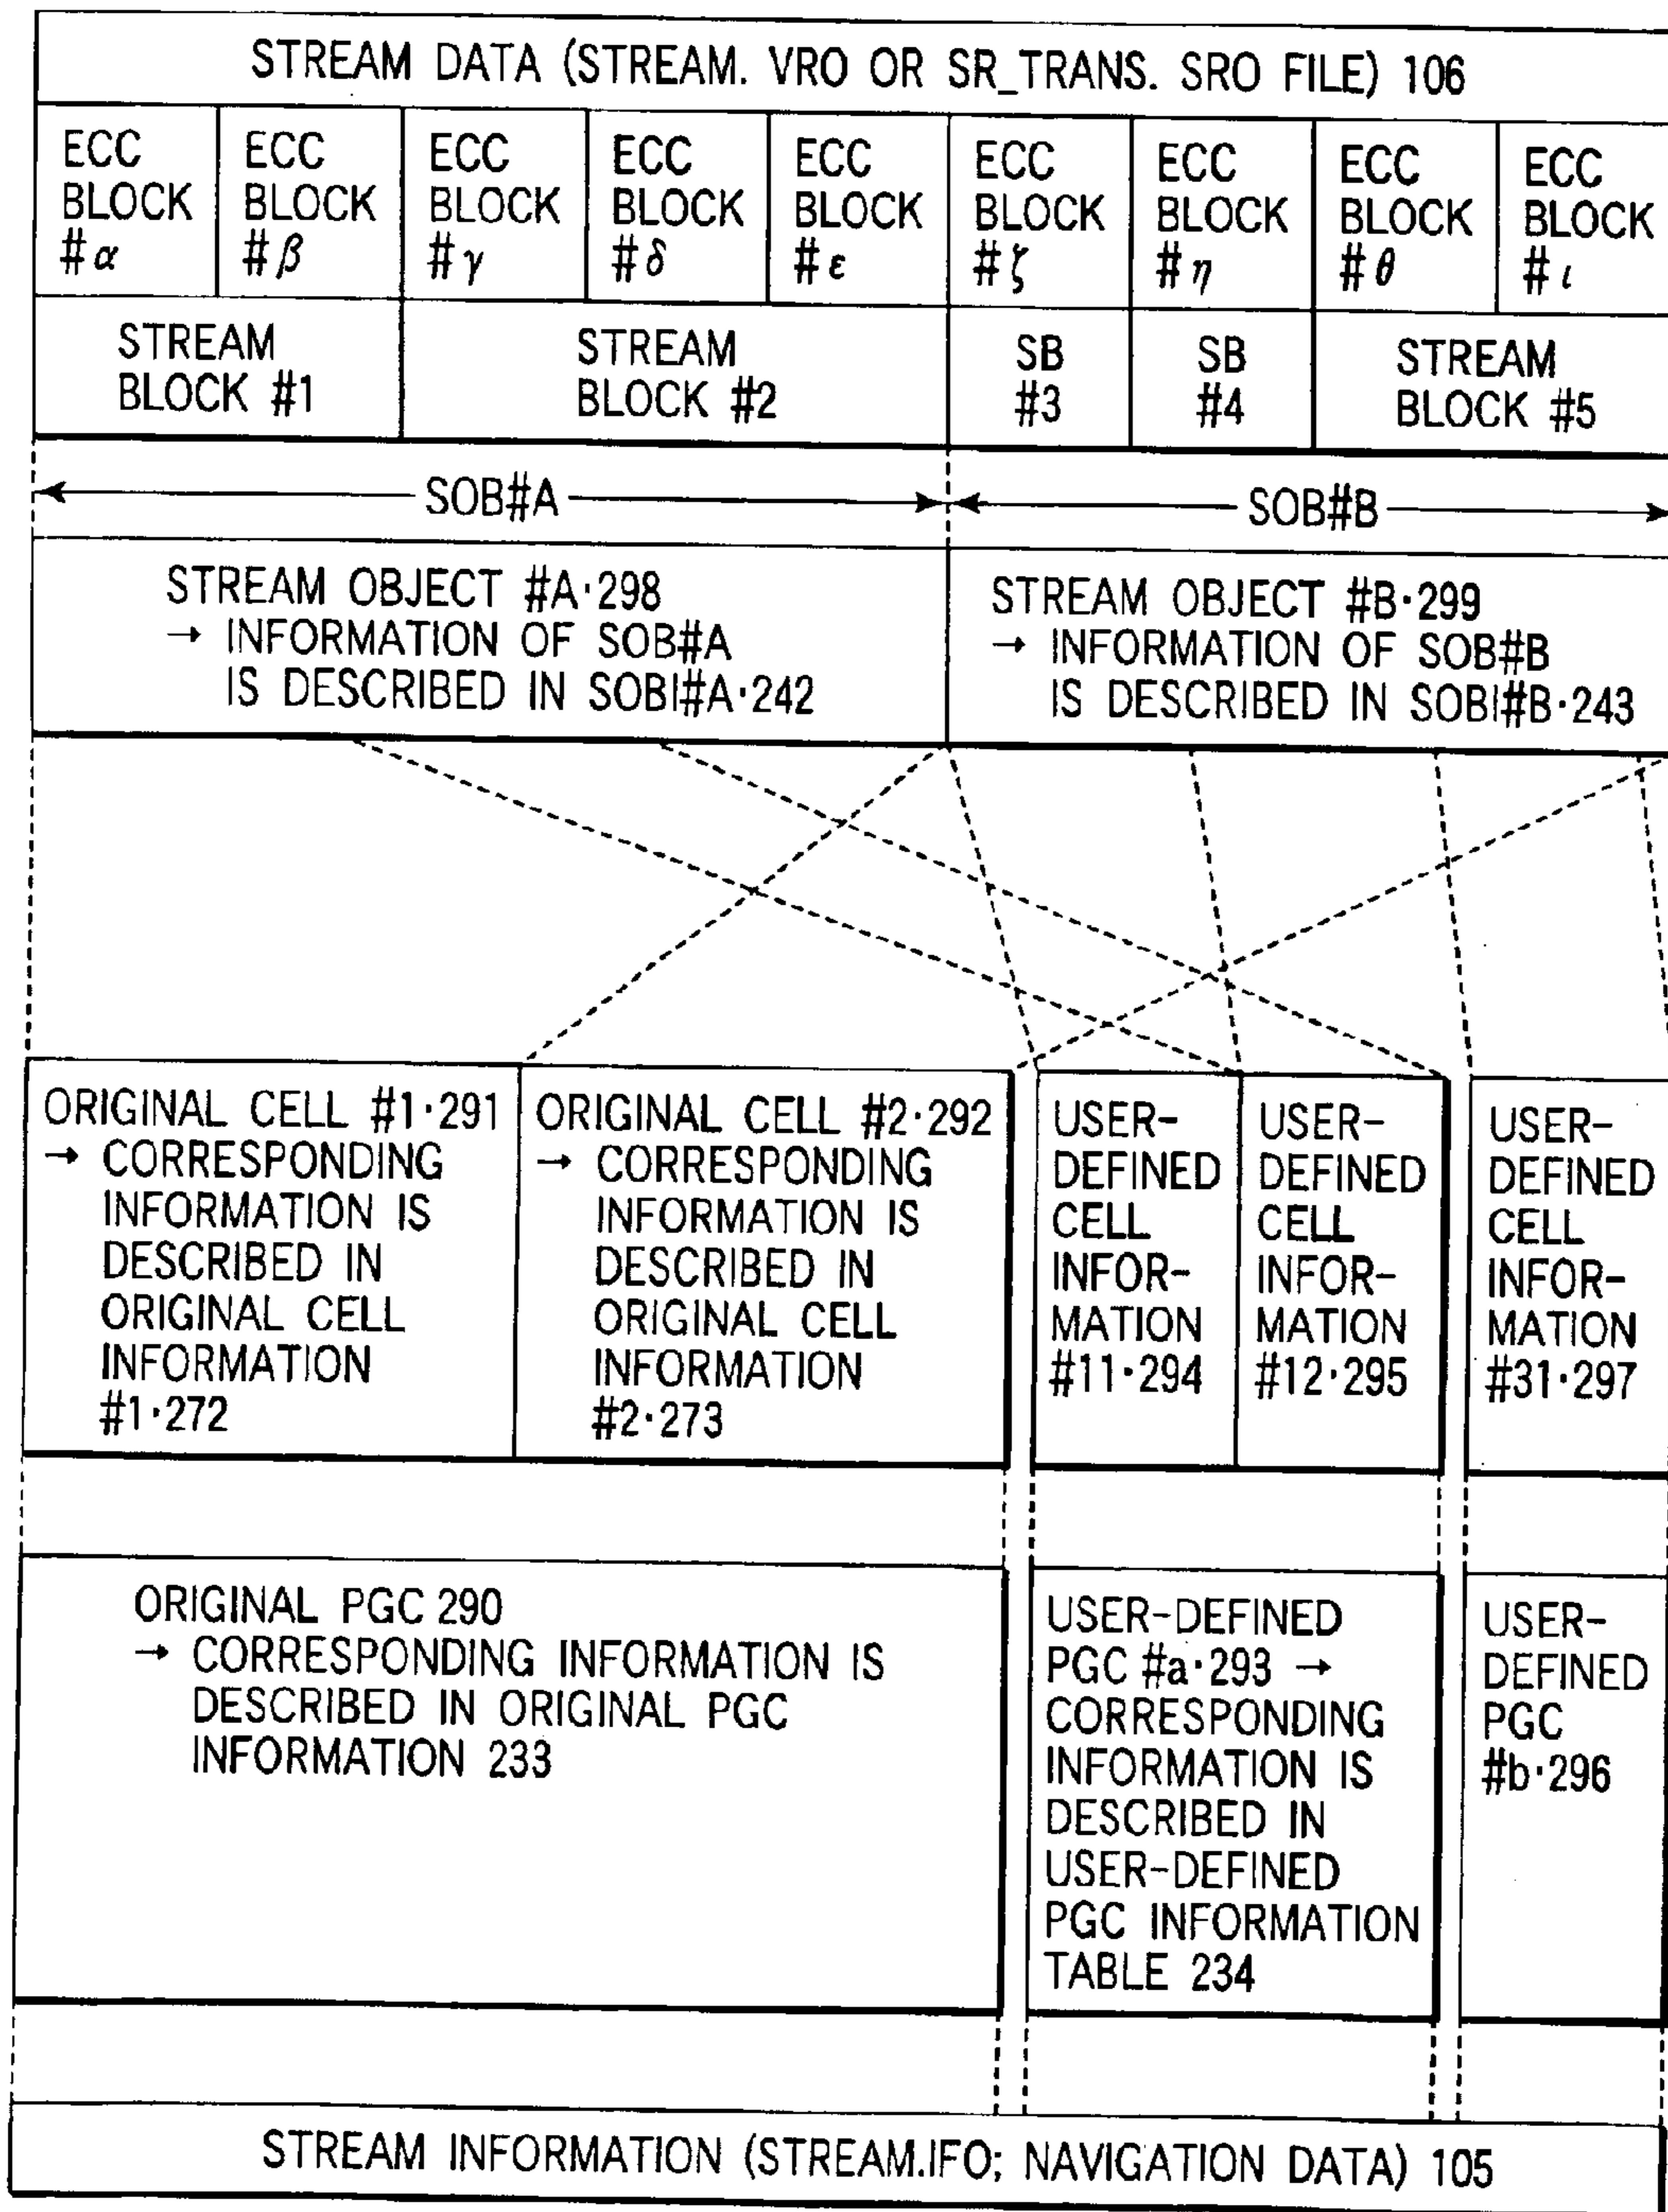 STREAM DATA (STREAM. VRO OR SR_TRANS. SRO FILE) 106
ECC
BLOCK
#α
ECC
BLOCK
#β
ECC
BLOCK
#γ
ECC
BLOCK
#δ
ECC
BLOCK
#ε
ECC
BLOCK
#ζ
ECC
BLOCK
#η
ECC
BLOCK
#θ
ECC
BLOCK
#ι
STREAM
BLOCK #1
STREAM
BLOCK #2
SB
#3
SB
#4
STREAM
BLOCK #5
SOB#A
SOB#B
STREAM OBJECT #A·298
→ INFORMATION OF SOB#A
IS DESCRIBED IN SOBI#A·242
STREAM OBJECT #B·299
→ INFORMATION OF SOB#B
IS DESCRIBED IN SOBI#B·243
ORIGINAL CELL #1·291
→ CORRESPONDING
INFORMATION IS
DESCRIBED IN
ORIGINAL CELL
INFORMATION
#1·272
ORIGINAL CELL #2·292
→ CORRESPONDING
INFORMATION IS
DESCRIBED IN
ORIGINAL CELL
INFORMATION
#2·273
USER-
DEFINED
CELL
INFOR-
MATION
#11·294
USER-
DEFINED
CELL
INFOR-
MATION
#12·295
USER-
DEFINED
CELL
INFOR-
MATION
#31·297
ORIGINAL PGC 290
→ CORRESPONDING INFORMATION IS
DESCRIBED IN ORIGINAL PGC
INFORMATION 233
USER-DEFINED
PGC #a·293 →
CORRESPONDING
INFORMATION IS
DESCRIBED IN
USER-DEFINED
PGC INFORMATION
TABLE 234
USER-
DEFINED
PGC
#b·296
STREAM INFORMATION (STREAM.IFO; NAVIGATION DATA) 105